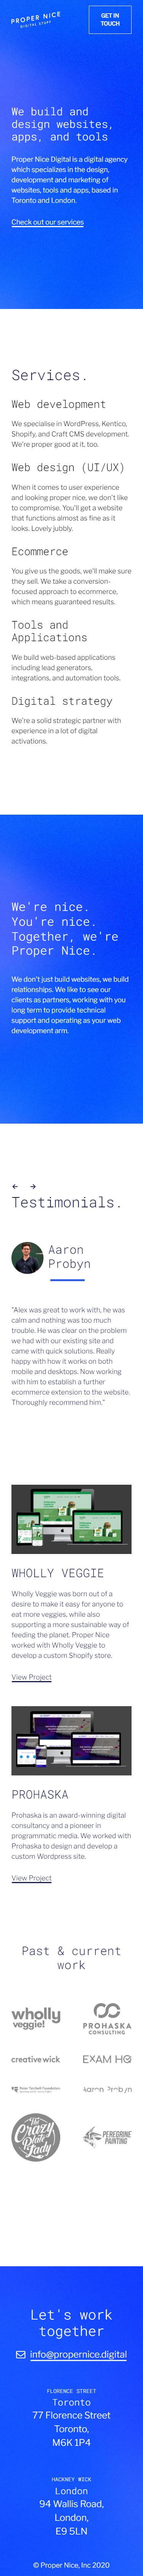 PROPER NICE
DIGITAL STUFF
GET IN
TOUCH
We build and
design websites,
apps, and tools
Proper Nice Digital is a digital agency
which specializes in the design,
development and marketing of
websites, tools and apps, based in
Toronto and London.
Check out our services
Services.
Web development
We specialise in WordPress, Kentico,
Shopify, and Craft CMS development.
We're proper good at it, too.
Web design (UI/UX)
When it comes to user experience
and looking proper nice, we don't like
to compromise. You'll get a website
that functions almost as fine as it
looks. Lovely jubbly.
Ecommerce
You give us the goods, we'll make sure
they sell. We take a conversion-
focused approach to ecommerce,
which means guaranteed results.
Tools and
Applications
We build web-based applications
including lead generators,
integrations, and automation tools.
Digital strategy
We're a solid strategic partner with
experience in a lot of digital
activations.
We're nice.
You're nice.
Together, we're
Proper Nice.
We don't just build websites, we build
relationships. We like to see our
clients as partners, working with you
long term to provide technical
support and operating as your web
development arm.
← →
Testimonials.
Aaron
Probyn
"Alex was great to work with, he was
calm and nothing was too much
trouble. He was clear on the problem
we had with our existing site and
came with quick solutions. Really
happy with how it works on both
mobile and desktops. Now working
with him to establish a further
ecommerce extension to the website.
Thoroughly recommend him."
WHOLLY VEGGIE
Wholly Veggie was born out of a
desire to make it easy for anyone to
eat more veggies, while also
supporting a more sustainable way of
feeding the planet. Proper Nice
worked with Wholly Veggie to
develop a custom Shopify store.
View Project
PROHASKA
Prohaska is an award-winning digital
consultancy and a pioneer in
programmatic media. We worked with
Prohaska to design and develop a
custom Wordpress site.
View Project
Past & current
work
wholly
veggie!
PROHASKA
CONSULTING
creative wick
EXAM HQ
Peter Tatchell Foundation
Aaron Probyn
The
Crazy
Plate
Lady
PEREGRINE
PAINTING
Let's work
together
info@propernice.digital
FLORENCE STREET
Toronto
77 Florence Street
Toronto,
M6K 1P4
HACKNEY WICK
London
94 Wallis Road,
London,
E9 5LN
© Proper Nice, Inc 2020